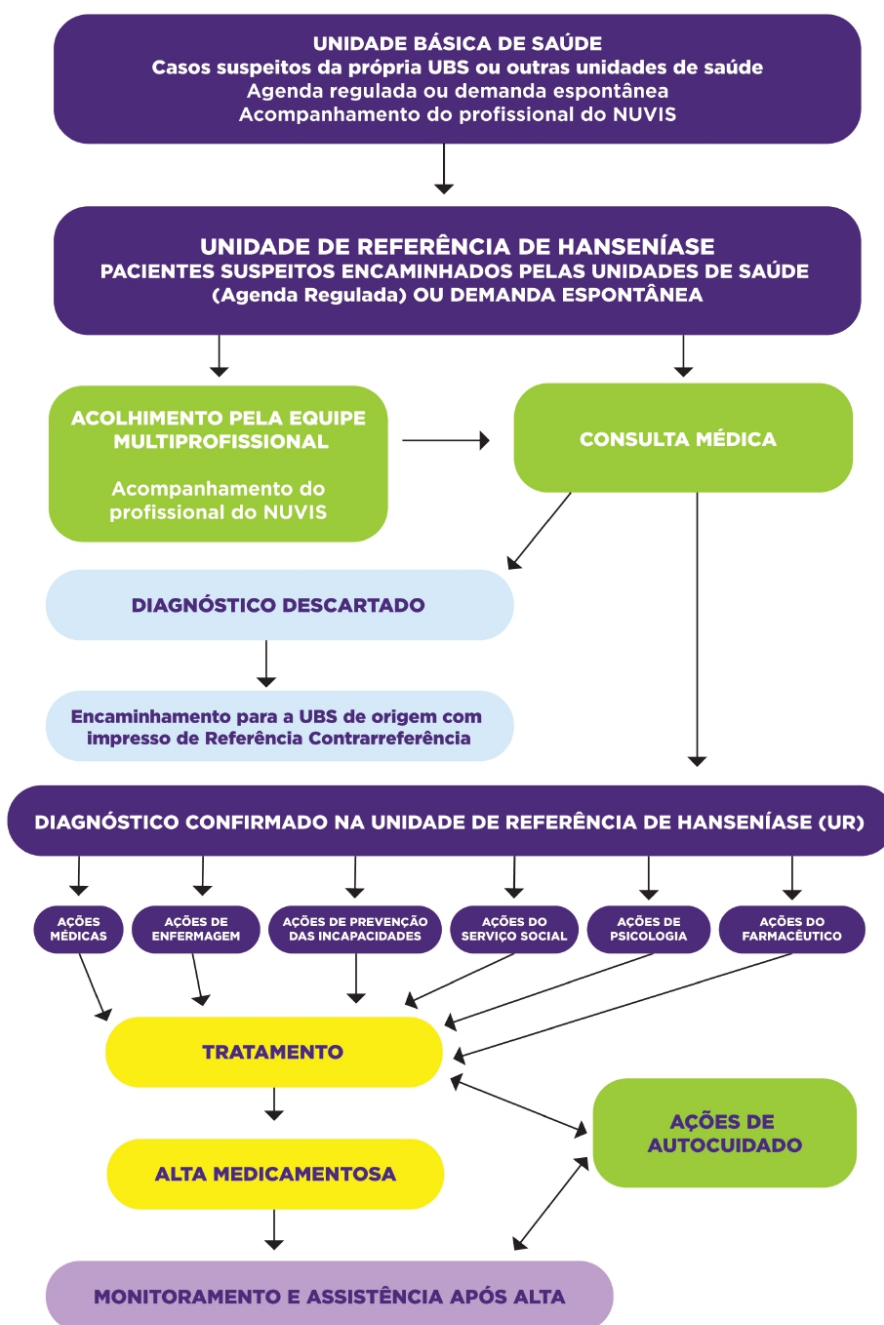 UNIDADE BÁSICA DE SAÚDE
Casos suspeitos da própria UBS ou outras unidades de saúde
Agenda regulada ou demanda espontânea
Acompanhamento do profissional do NUVIS
UNIDADE DE REFERÊNCIA DE HANSENÍASE
PACIENTES SUSPEITOS ENCAMINHADOS PELAS UNIDADES DE SAÚDE
(Agenda Regulada) OU DEMANDA ESPONTÂNEA
ACOLHIMENTO PELA EQUIPE
MULTIPROFISSIONAL
Acompanhamento do
profissional do NUVIS
CONSULTA MÉDICA
DIAGNÓSTICO DESCARTADO
Encaminhamento para a UBS de origem com
impresso de Referência Contrarreferência
DIAGNÓSTICO CONFIRMADO NA UNIDADE DE REFERÊNCIA DE HANSENÍASE (UR)
AÇÕES
MÉDICAS
AÇÕES DE
ENFERMAGEM
AÇÕES DE PREVENÇÃO
DAS INCAPACIDADES
AÇÕES DO
SERVIÇO SOCIAL
AÇÕES DE
PSICOLOGIA
AÇÕES DO
FARMACÊUTICO
TRATAMENTO
AÇÕES DE
AUTOCUIDADO
ALTA MEDICAMENTOSA
MONITORAMENTO E ASSISTÊNCIA APÓS ALTA